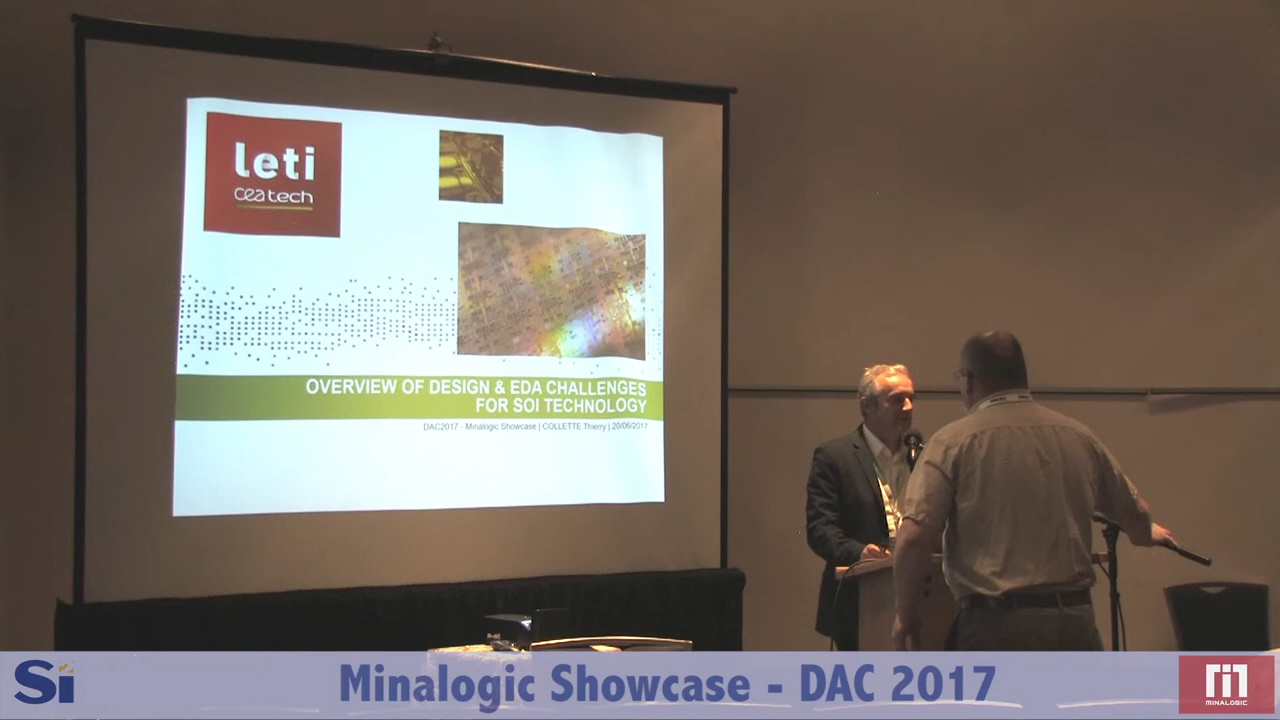 leti
cea tech
OVERVIEW OF DESIGN & EDA CHALLENGES
FOR SOI TECHNOLOGY
DAC2017 - Minalogic Showcase | COLLETTE Thierry | 20/06/2017
Si
Minalogic Showcase - DAC 2017
MINALOGIC